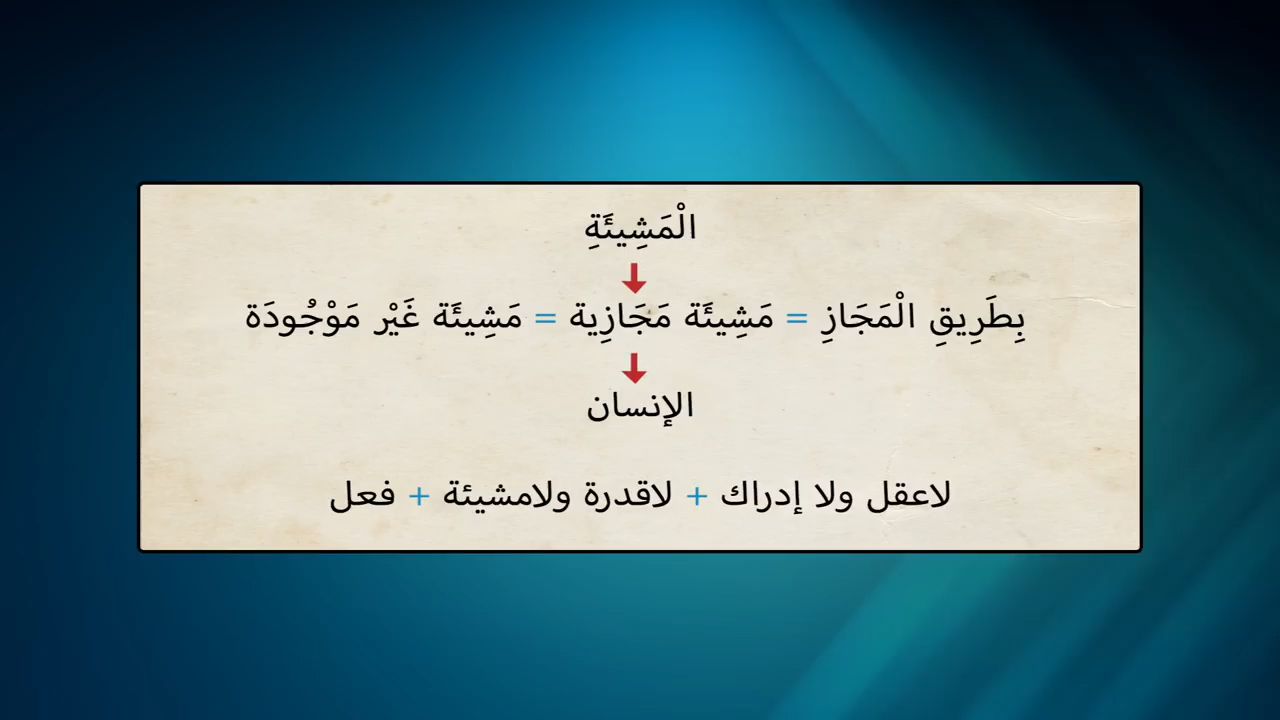 الْمَشِيئَةِ
بِطَرِيقِ الْمَجَازِ = مَشِيئَة مَجَازِية = مَشِيئَة غَيْر مَوْجُودَة
الإنسان
لاعقل ولا إدراك + لاقدرة ولامشيئة + فعل